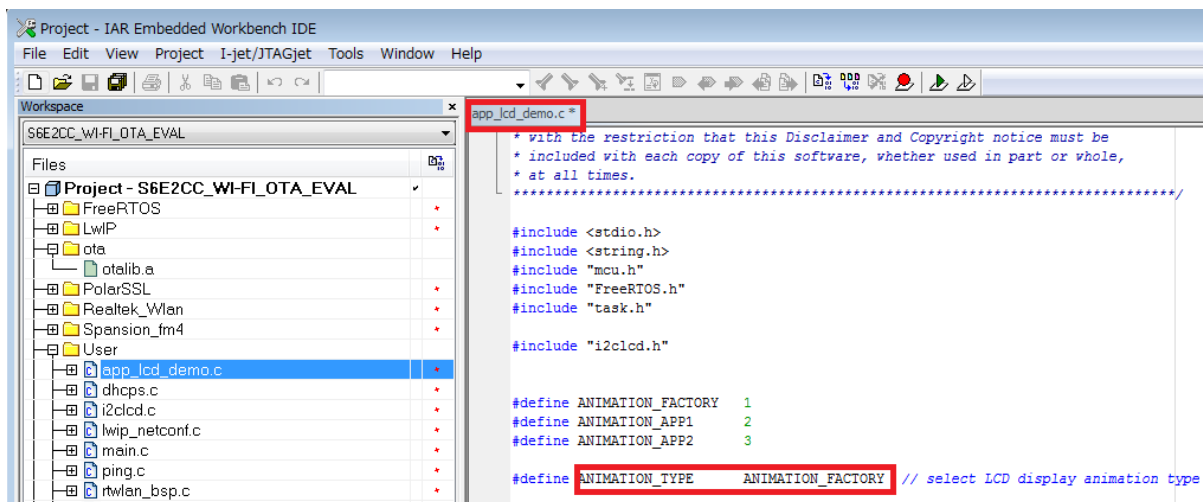 Project - IAR Embedded Workbench IDE
File Edit View Project I-jet/JTAGjet Tools Window Help
Workspace
S6E2CC_WI-FI_OTA_EVAL
Files
Project - S6E2CC_WI-FI_OTA_EVAL
FreeRTOS
LwIP
ota
otalib.a
PolarSSL
Realtek_Wlan
Spansion_fm4
User
app_lcd_demo.c
dhcps.c
i2clcd.c
lwip_netconf.c
main.c
ping.c
rtwlan_bsp.c
app_lcd_demo.c *
* with the restriction that this Disclaimer and Copyright notice must be
* included with each copy of this software, whether used in part or whole,
* at all times.
******************************************************************************/
#include <stdio.h>
#include <string.h>
#include "mcu.h"
#include "FreeRTOS.h"
#include "task.h"
#include "i2clcd.h"
#define ANIMATION_FACTORY 1
#define ANIMATION_APP1 2
#define ANIMATION_APP2 3
#define ANIMATION_TYPE ANIMATION_FACTORY // select LCD display animation type